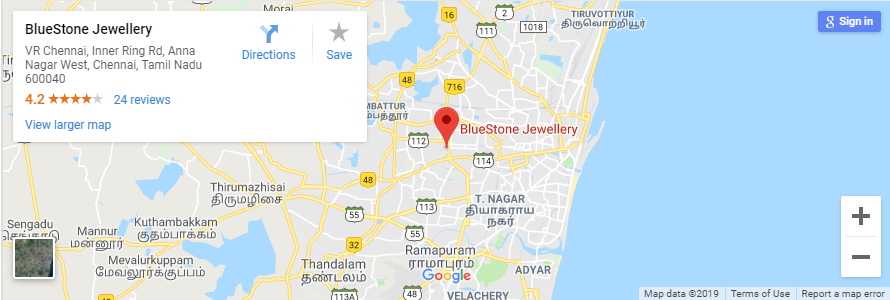 BlueStone Jewellery
VR Chennai, Inner Ring Rd, Anna
Nagar West, Chennai, Tamil Nadu
600040
4.2 24 reviews
View larger map
Directions
Save
Sign in
Morai
TIRUVOTTIYUR
திருவொற்றியூர்
16
2
111
1018
48
716
MBATTUR
ம்பத்தூர்
BlueStone Jewellery
112
114
48
Thirumazhisai
திருமழிசை
T. NAGAR
தியாகராய
நகர்
113
55
55
Sengadu
செங்காடு
Mannur
மன்னூர்
Kuthambakkam
குதம்பாக்கம்
Mevalurkuppam
மேவலூர்க்குப்பம்
32
Ramapuram
ராமாபுரம்
Thandalam
தண்டலம்
Google
ADYAR
113A
55
VELACHERY
Map data ©2019
Terms of Use
Report a map error